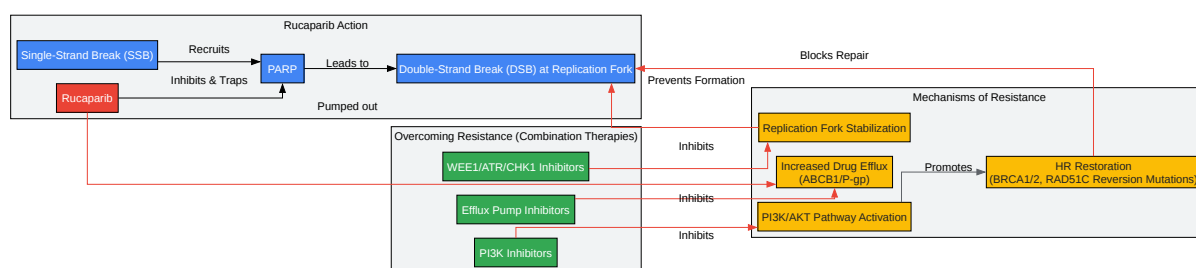 Rucaparib Action
Single-Strand Break (SSB)
Recruits
PARP
Leads to
Double-Strand Break (DSB) at Replication Fork
Inhibits & Traps
Rucaparib
Pumped out
Blocks Repair
Prevents Formation
Mechanisms of Resistance
Replication Fork Stabilization
Overcoming Resistance (Combination Therapies)
Inhibits
WEE1/ATR/CHK1 Inhibitors
Increased Drug Efflux
(ABCB1/P-gp)
Promotes
HR Restoration
(BRCA1/2, RAD51C Reversion Mutations)
Efflux Pump Inhibitors
Inhibits
PI3K/AKT Pathway Activation
PI3K Inhibitors
Inhibits